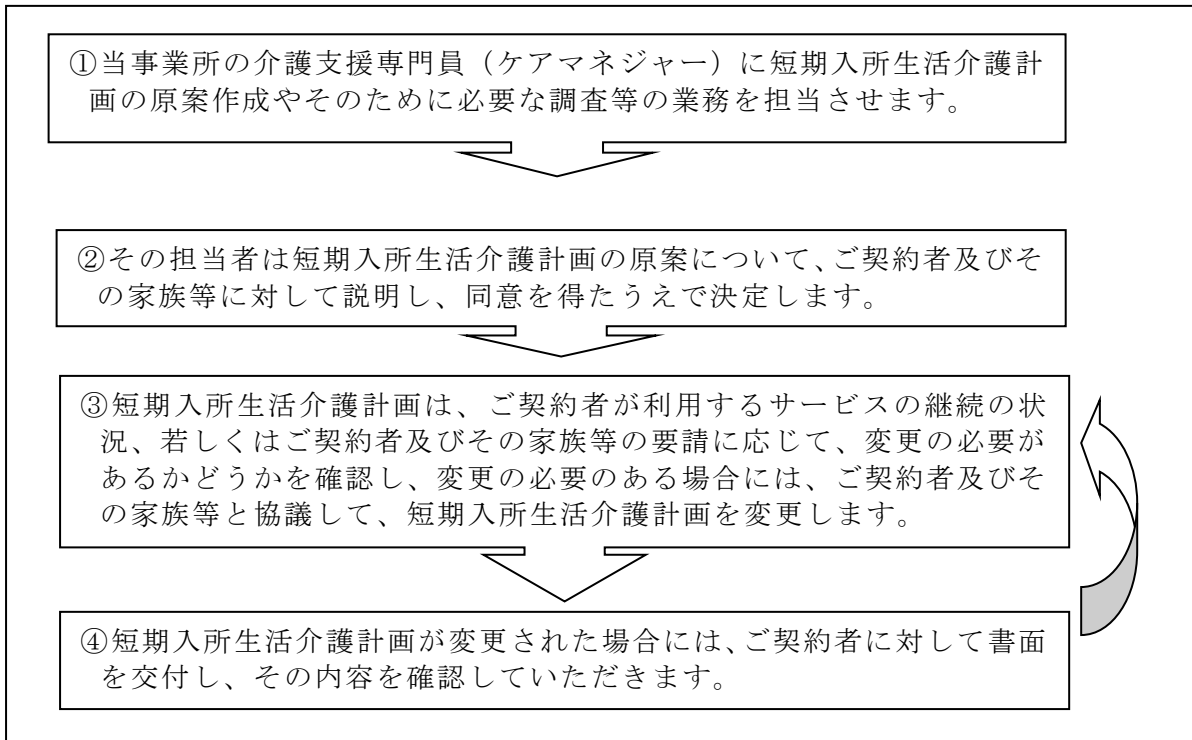 ①当事業所の介護支援専門員（ケアマネジャー）に短期入所生活介護計
画の原案作成やそのために必要な調査等の業務を担当させます。
②その担当者は短期入所生活介護計画の原案について、ご契約者及びそ
の家族等に対して説明し、同意を得たうえで決定します。
③短期入所生活介護計画は、ご契約者が利用するサービスの継続の状
況、若しくはご契約者及びその家族等の要請に応じて、変更の必要が
あるかどうかを確認し、変更の必要のある場合には、ご契約者及びそ
の家族等と協議して、短期入所生活介護計画を変更します。
④短期入所生活介護計画が変更された場合には、ご契約者に対して書面
を交付し、その内容を確認していただきます。